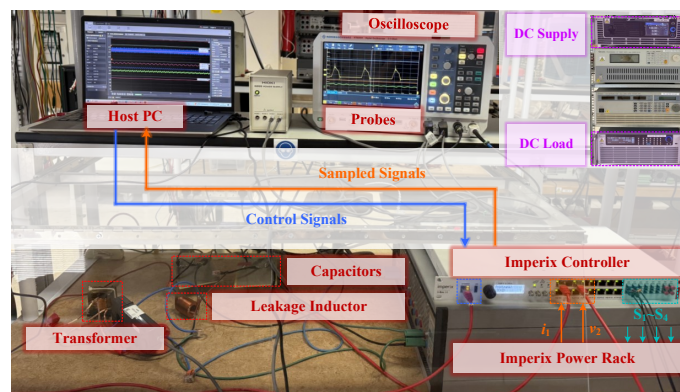 Oscilloscope
DC Supply
Host PC
Probes
DC Load
Sampled Signals
Control Signals
Imperix Controller
Capacitors
imperix
Leakage Inductor
Transformer
i₁
v₂
S₁~S₄
Imperix Power Rack